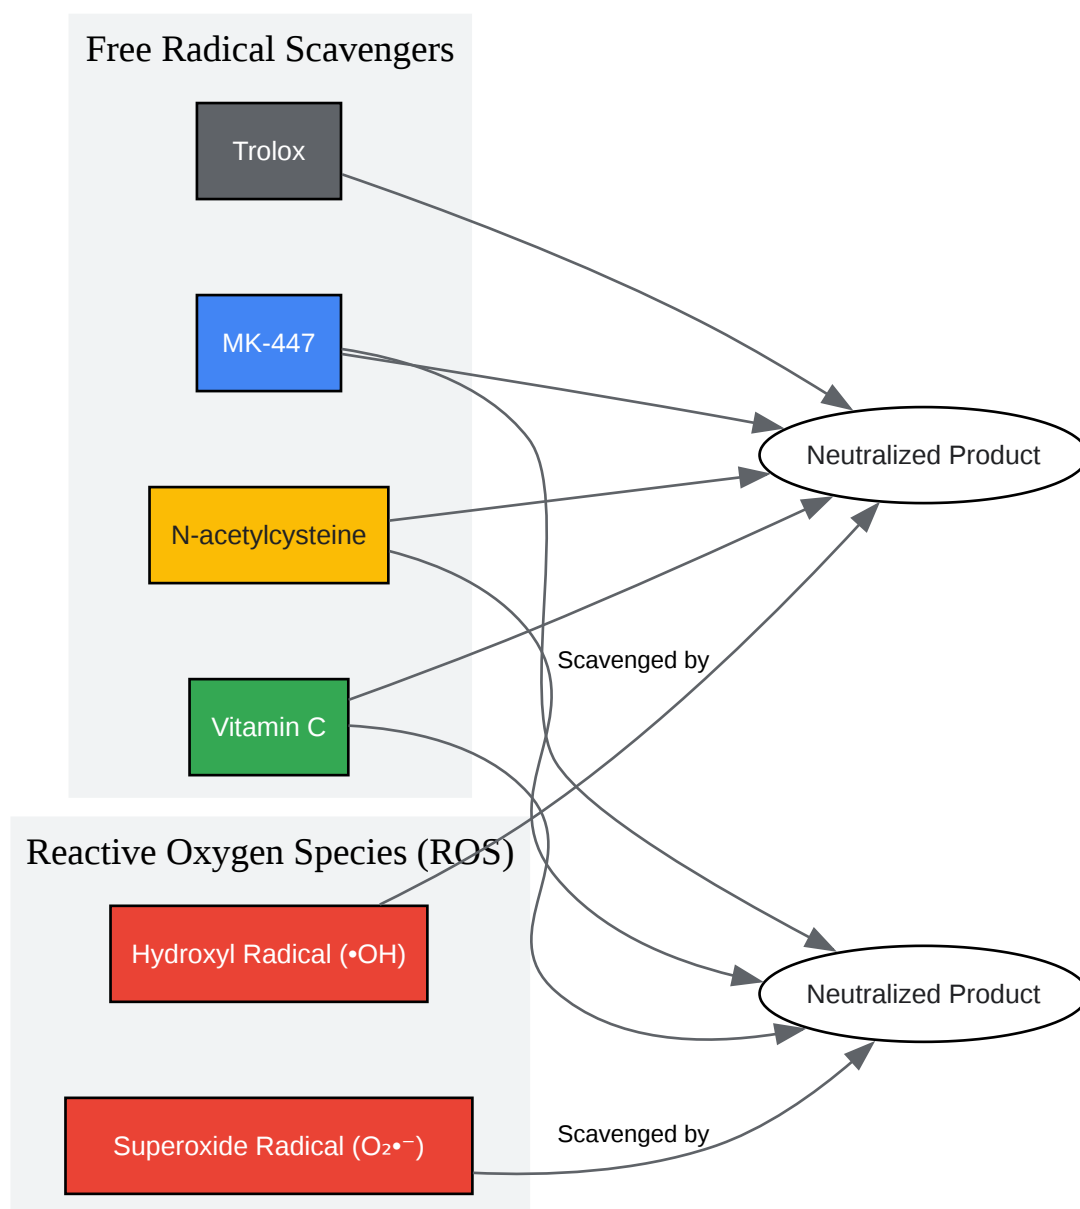 Free Radical Scavengers
Trolox
MK-447
Neutralized Product
N-acetylcysteine
Scavenged by
Vitamin C
Reactive Oxygen Species (ROS)
Hydroxyl Radical (•OH)
Neutralized Product
Scavenged by
Superoxide Radical (O₂•⁻)